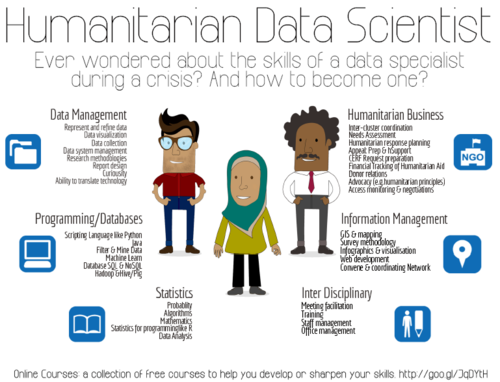 Humanitarian Data Scientist
Ever wondered about the skills of a data specialist
during a crisis? And how to become one?
Data Management
Represent and refine data
Data visualization
Data collection
Data system management
Research methodologies
Report design
Curiousity
Ability to translate technology
Humanitarian Business
Inter-cluster coordination
Needs Assessment
Humanitarian response planning
Appeat Prep & ItSupport
CERF Request preparation
Financial Tracking of Humanitarian Aid
Donor relations
Advocacy (e.g.humanitarian principles)
Access monitoring & negotiations
NGO
Programming/Databases
Scripting Language like Python
Java
Filter & Mine Data
Machine Learn
Database SQL & NoSQL
Hadoop &Hive/Pig
Information Management
GIS & mapping
Survey methodology
Infographics & visualisation
Web development
Convene & coordinating Network
Statistics
Probablity
Algorithms
Mathematics
Statistics for programminglike R
Data Analysis
Inter Disciplinary
Meeting facilitation
Training
Staff management
Office management
Online Courses: a collection of free courses to help you develop or sharpen your skills: http://goo.gl/JqDYtH